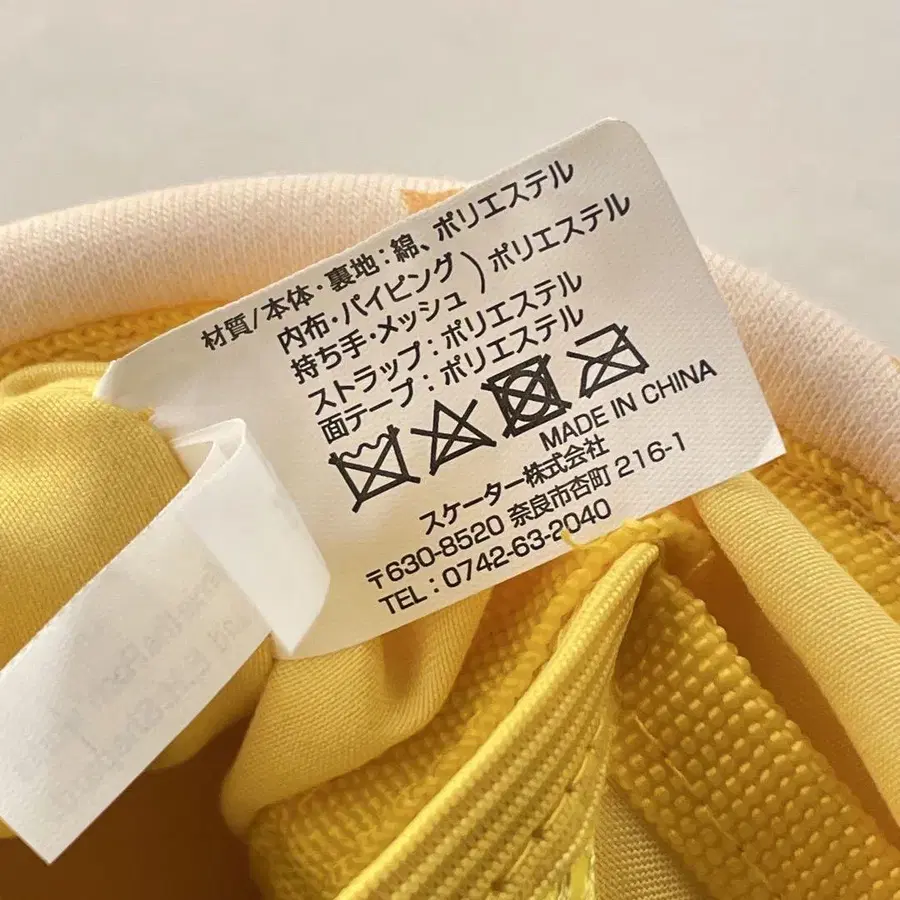 材質/本体・裏地:綿、ポリエステル
内布・パイピング
持ち手・メッシュ)ポリエステル
ストラップ:ポリエステル
面テープ:ポリエステル
MADE IN CHINA
スケーター株式会社
〒630-8520 奈良市杏町 216-1
TEL:0742-63-2040